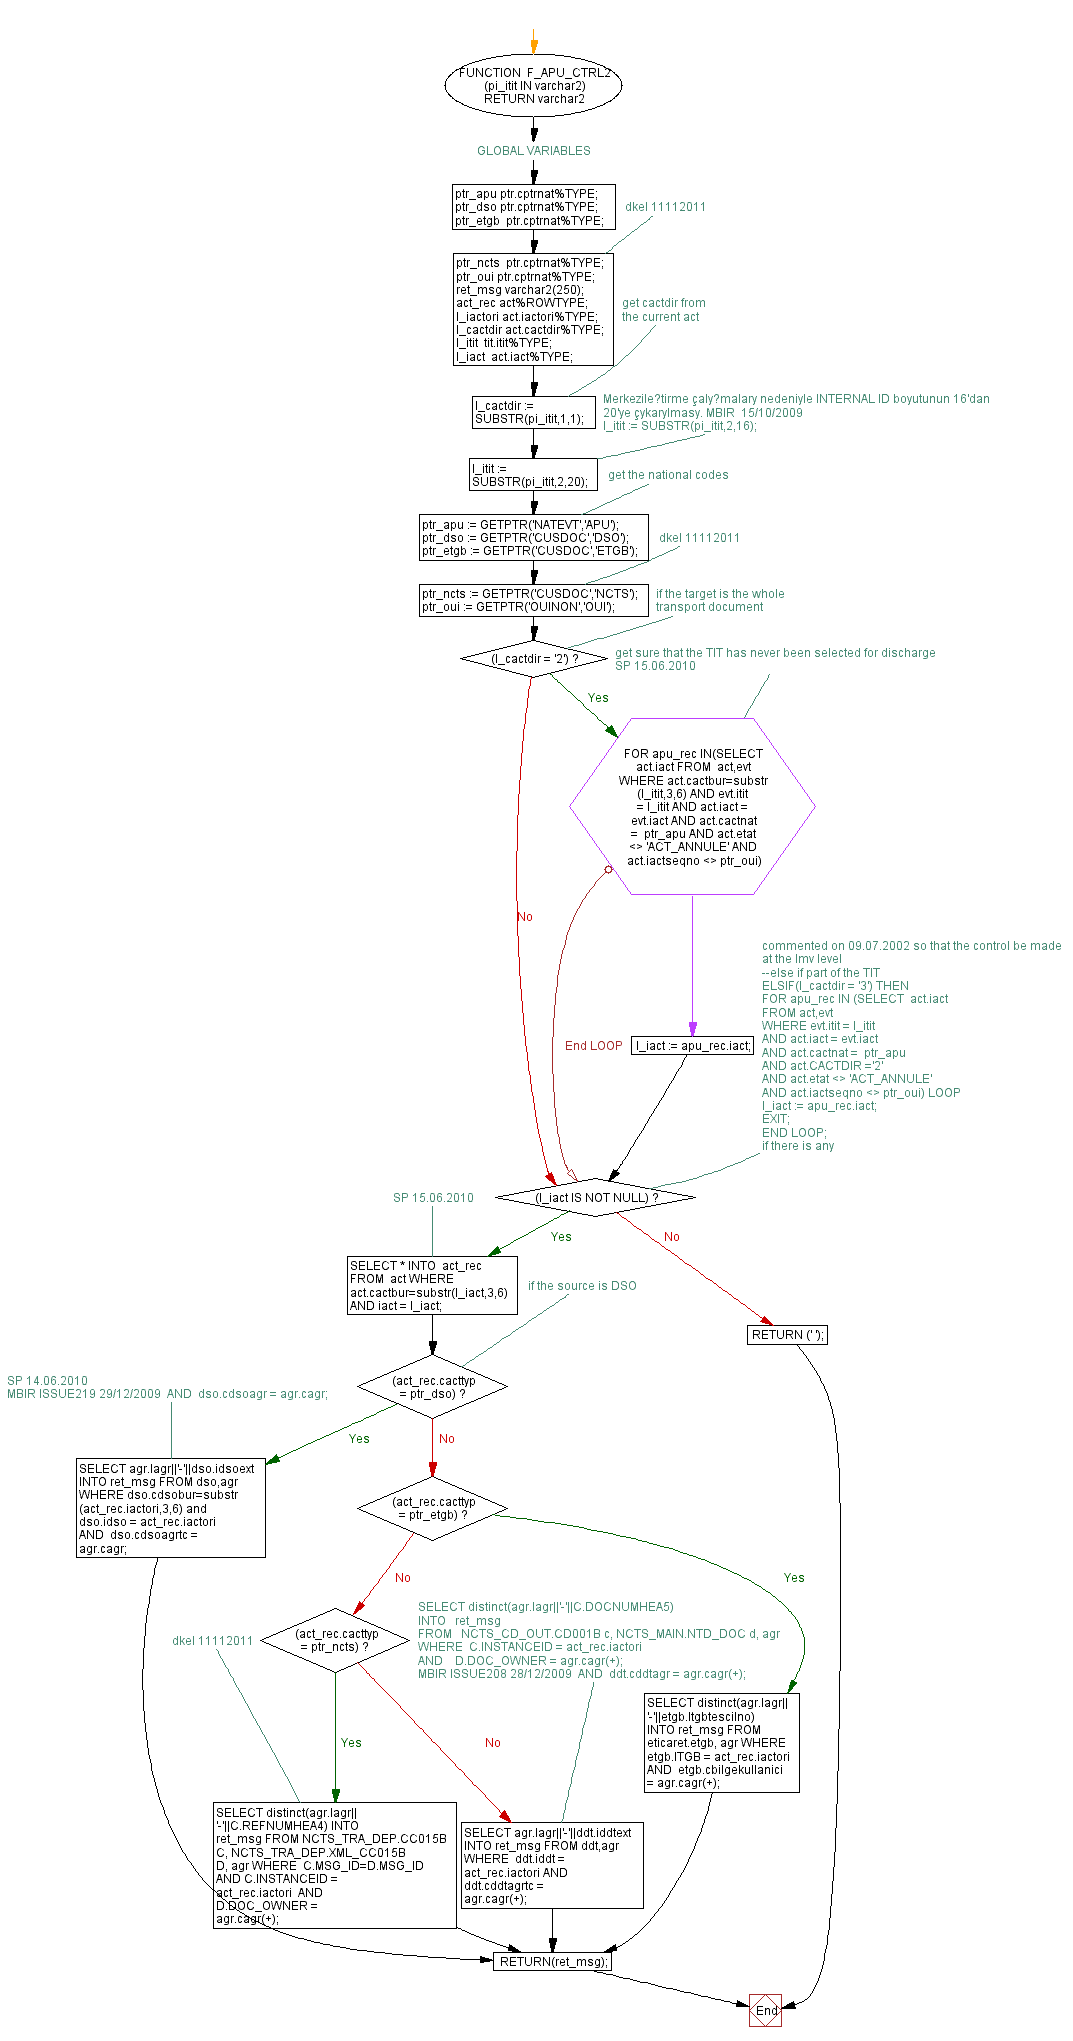 FUNCTION  F_APU_CTRL2
(pi_itit IN varchar2)
RETURN varchar2
GLOBAL VARIABLES
ptr_apu ptr.cptrnat%TYPE;
ptr_dso ptr.cptrnat%TYPE;
ptr_etgb  ptr.cptrnat%TYPE;
dkel 11112011
ptr_ncts  ptr.cptrnat%TYPE;
ptr_oui ptr.cptrnat%TYPE;
ret_msg varchar2(250);
act_rec act%ROWTYPE;
l_iactori act.iactori%TYPE;
l_cactdir act.cactdir%TYPE;
l_itit  tit.itit%TYPE;
l_iact  act.iact%TYPE;
get cactdir from
the current act
l_cactdir :=
SUBSTR(pi_itit,1,1);
Merkezile?tirme çaly?malary nedeniyle INTERNAL ID boyutunun 16'dan
20'ye çykarylmasy. MBIR  15/10/2009
l_itit := SUBSTR(pi_itit,2,16);
l_itit :=
SUBSTR(pi_itit,2,20);
get the national codes
ptr_apu := GETPTR('NATEVT','APU');
ptr_dso := GETPTR('CUSDOC','DSO');
ptr_etgb := GETPTR('CUSDOC','ETGB');
dkel 11112011
ptr_ncts := GETPTR('CUSDOC','NCTS');
ptr_oui := GETPTR('OUINON','OUI');
if the target is the whole
transport document
(l_cactdir = '2') ?
get sure that the TIT has never been selected for discharge
SP 15.06.2010
Yes
FOR apu_rec IN(SELECT
act.iact FROM  act,evt
WHERE act.cactbur=substr
(l_itit,3,6) AND evt.itit
= l_itit AND act.iact =
evt.iact AND act.cactnat
=  ptr_apu AND act.etat
<> 'ACT_ANNULE' AND
act.iactseqno <> ptr_oui)
No
commented on 09.07.2002 so that the control be made
at the lmv level
--else if part of the TIT
ELSIF(l_cactdir = '3') THEN
FOR apu_rec IN (SELECT  act.iact
FROM act,evt
WHERE evt.itit = l_itit
AND act.iact = evt.iact
AND act.cactnat =  ptr_apu
AND act.CACTDIR ='2'
AND act.etat <> 'ACT_ANNULE'
AND act.iactseqno <> ptr_oui) LOOP
l_iact := apu_rec.iact;
EXIT;
END LOOP;
if there is any
End LOOP
l_iact := apu_rec.iact;
(l_iact IS NOT NULL) ?
SP 15.06.2010
Yes
No
SELECT * INTO  act_rec
FROM  act WHERE
act.cactbur=substr(l_iact,3,6)
AND iact = l_iact;
if the source is DSO
RETURN (' ');
(act_rec.cacttyp
= ptr_dso) ?
SP 14.06.2010
MBIR ISSUE219 29/12/2009  AND  dso.cdsoagr = agr.cagr;
Yes
No
SELECT agr.lagr||'-'||dso.idsoext
INTO ret_msg FROM dso,agr
WHERE dso.cdsobur=substr
(act_rec.iactori,3,6) and
dso.idso = act_rec.iactori
AND  dso.cdsoagrtc =
agr.cagr;
(act_rec.cacttyp
= ptr_etgb) ?
No
Yes
SELECT distinct(agr.lagr||'-'||C.DOCNUMHEA5)
INTO   ret_msg
FROM   NCTS_CD_OUT.CD001B c, NCTS_MAIN.NTD_DOC d, agr
WHERE  C.INSTANCEID = act_rec.iactori
AND    D.DOC_OWNER = agr.cagr(+);
MBIR ISSUE208 28/12/2009  AND  ddt.cddtagr = agr.cagr(+);
dkel 11112011
(act_rec.cacttyp
= ptr_ncts) ?
SELECT distinct(agr.lagr||
'-'||etgb.ltgbtescilno)
INTO ret_msg FROM
eticaret.etgb, agr WHERE
etgb.ITGB = act_rec.iactori
AND  etgb.cbilgekullanici
= agr.cagr(+);
Yes
No
SELECT distinct(agr.lagr||
'-'||C.REFNUMHEA4) INTO
ret_msg FROM NCTS_TRA_DEP.CC015B
C, NCTS_TRA_DEP.XML_CC015B
D, agr WHERE  C.MSG_ID=D.MSG_ID
AND C.INSTANCEID =
act_rec.iactori  AND
D.DOC_OWNER =
agr.cagr(+);
SELECT agr.lagr||'-'||ddt.iddtext
INTO ret_msg FROM ddt,agr
WHERE  ddt.iddt =
act_rec.iactori AND
ddt.cddtagrtc =
agr.cagr(+);
RETURN(ret_msg);
End